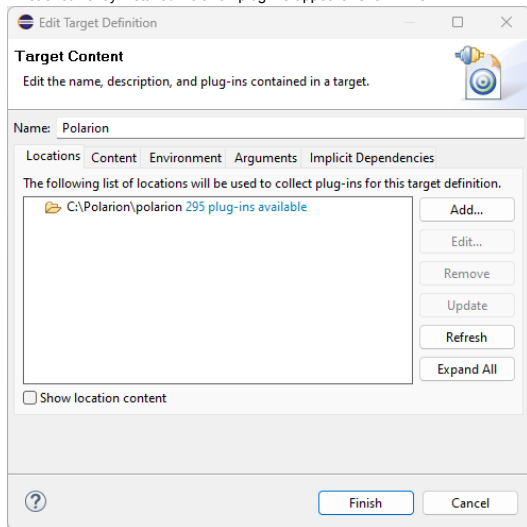 Edit Target Definition
Target Content
Edit the name, description, and plug-ins contained in a target.
Name: Polarion
Locations Content Environment Arguments Implicit Dependencies
The following list of locations will be used to collect plug-ins for this target definition.
C:\Polarion\polarion 295 plug-ins available
Add...
Edit...
Remove
Update
Refresh
Expand All
Show location content
Finish Cancel